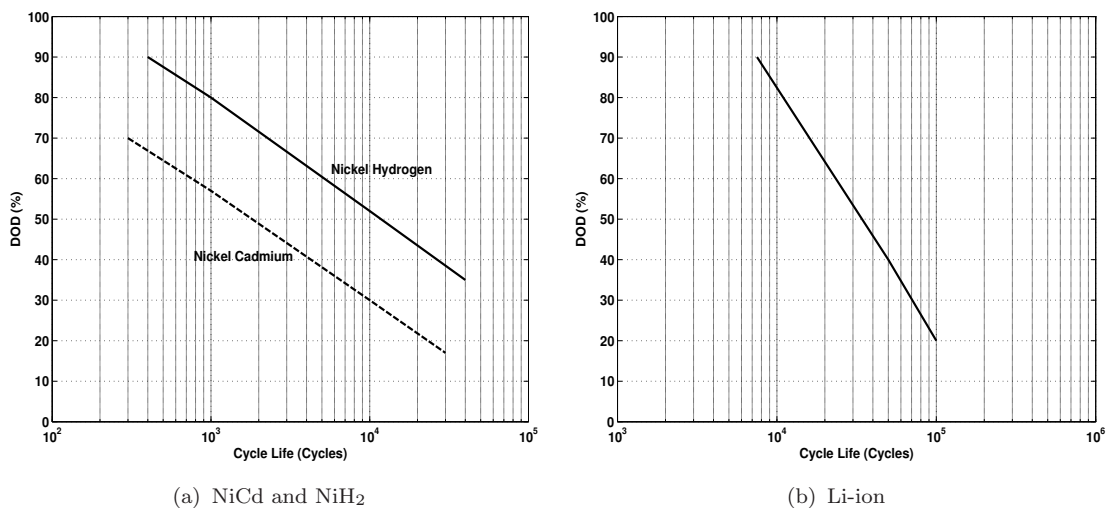 100
90
80
70
60
50
40
30
20
10
0
DOD (%)
Nickel Hydrogen
Nickel Cadmium
10² 10³ 10⁴ 10⁵
Cycle Life (Cycles)
(a) NiCd and NiH₂
100
90
80
70
60
50
40
30
20
10
0
DOD (%)
10³ 10⁴ 10⁵ 10⁶
Cycle Life (Cycles)
(b) Li-ion